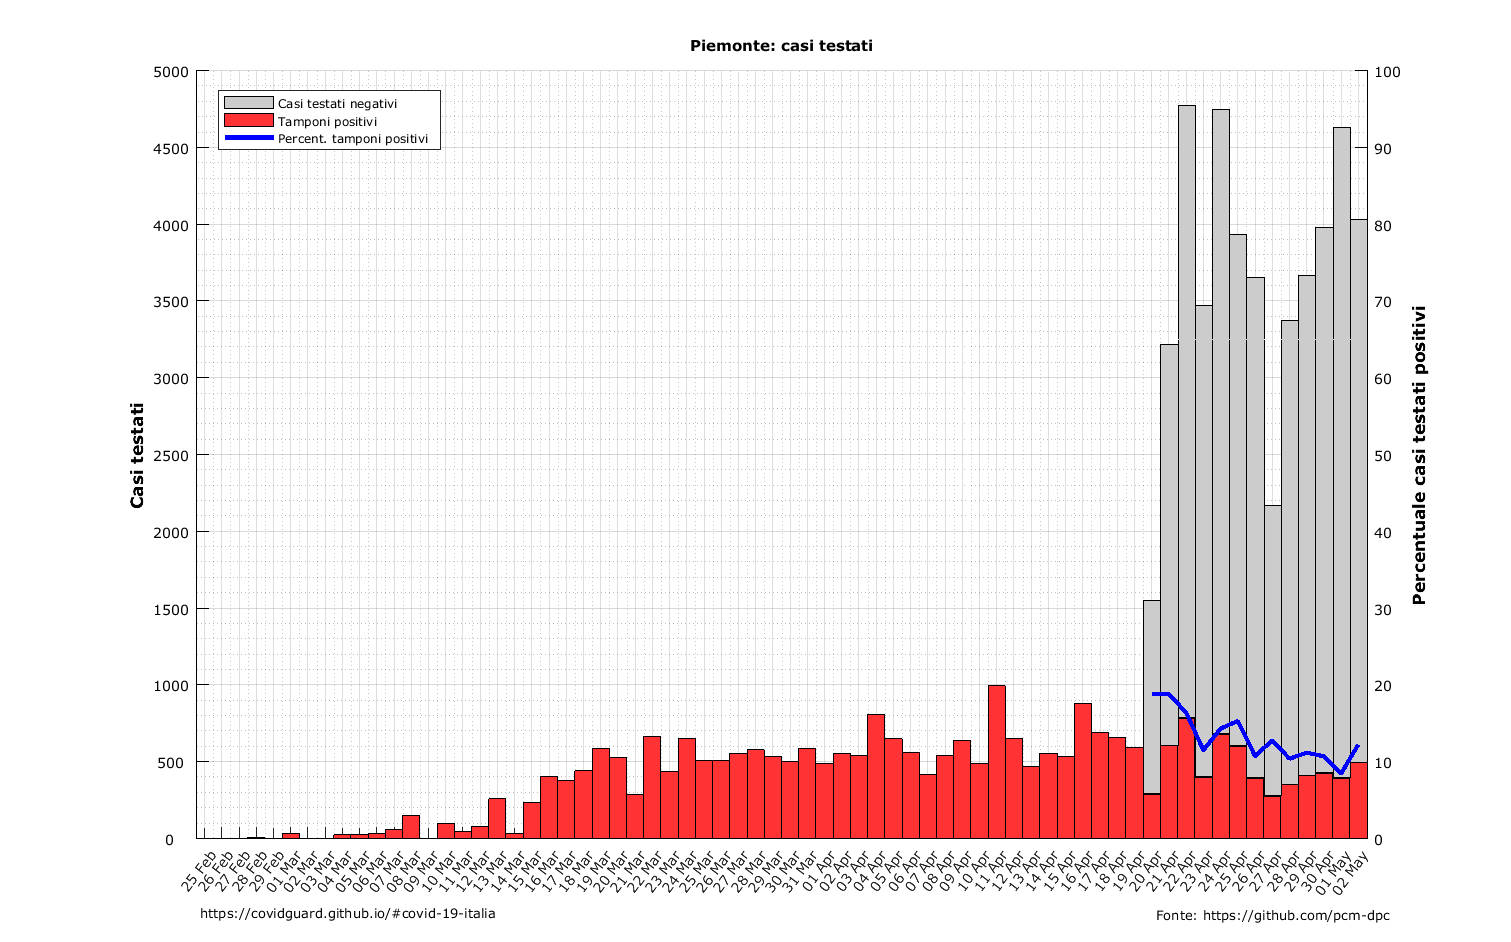 Piemonte: casi testati
Casi testati negativi
Tamponi positivi
Percent. tamponi positivi
5000
4500
4000
3500
3000
2500
2000
1500
1000
500
0
Casi testati
100
90
80
70
60
50
40
30
20
10
0
Percentuale casi testati positivi
25 Feb
26 Feb
27 Feb
28 Feb
29 Feb
01 Mar
02 Mar
03 Mar
04 Mar
05 Mar
06 Mar
07 Mar
08 Mar
09 Mar
10 Mar
11 Mar
12 Mar
13 Mar
14 Mar
15 Mar
16 Mar
17 Mar
18 Mar
19 Mar
20 Mar
21 Mar
22 Mar
23 Mar
24 Mar
25 Mar
26 Mar
27 Mar
28 Mar
29 Mar
30 Mar
31 Mar
01 Apr
02 Apr
03 Apr
04 Apr
05 Apr
06 Apr
07 Apr
08 Apr
09 Apr
10 Apr
11 Apr
12 Apr
13 Apr
14 Apr
15 Apr
16 Apr
17 Apr
18 Apr
19 Apr
20 Apr
21 Apr
22 Apr
23 Apr
24 Apr
25 Apr
26 Apr
27 Apr
28 Apr
29 Apr
30 Apr
01 May
02 May
https://covidguard.github.io/#covid-19-italia
Fonte: https://github.com/pcm-dpc